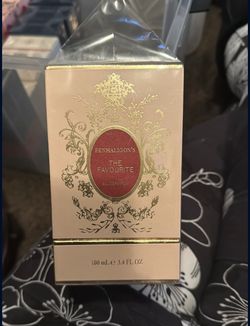 PENHALIGON'S
THE
FAVOURITE
100 mL e 3.4 FL. OZ.